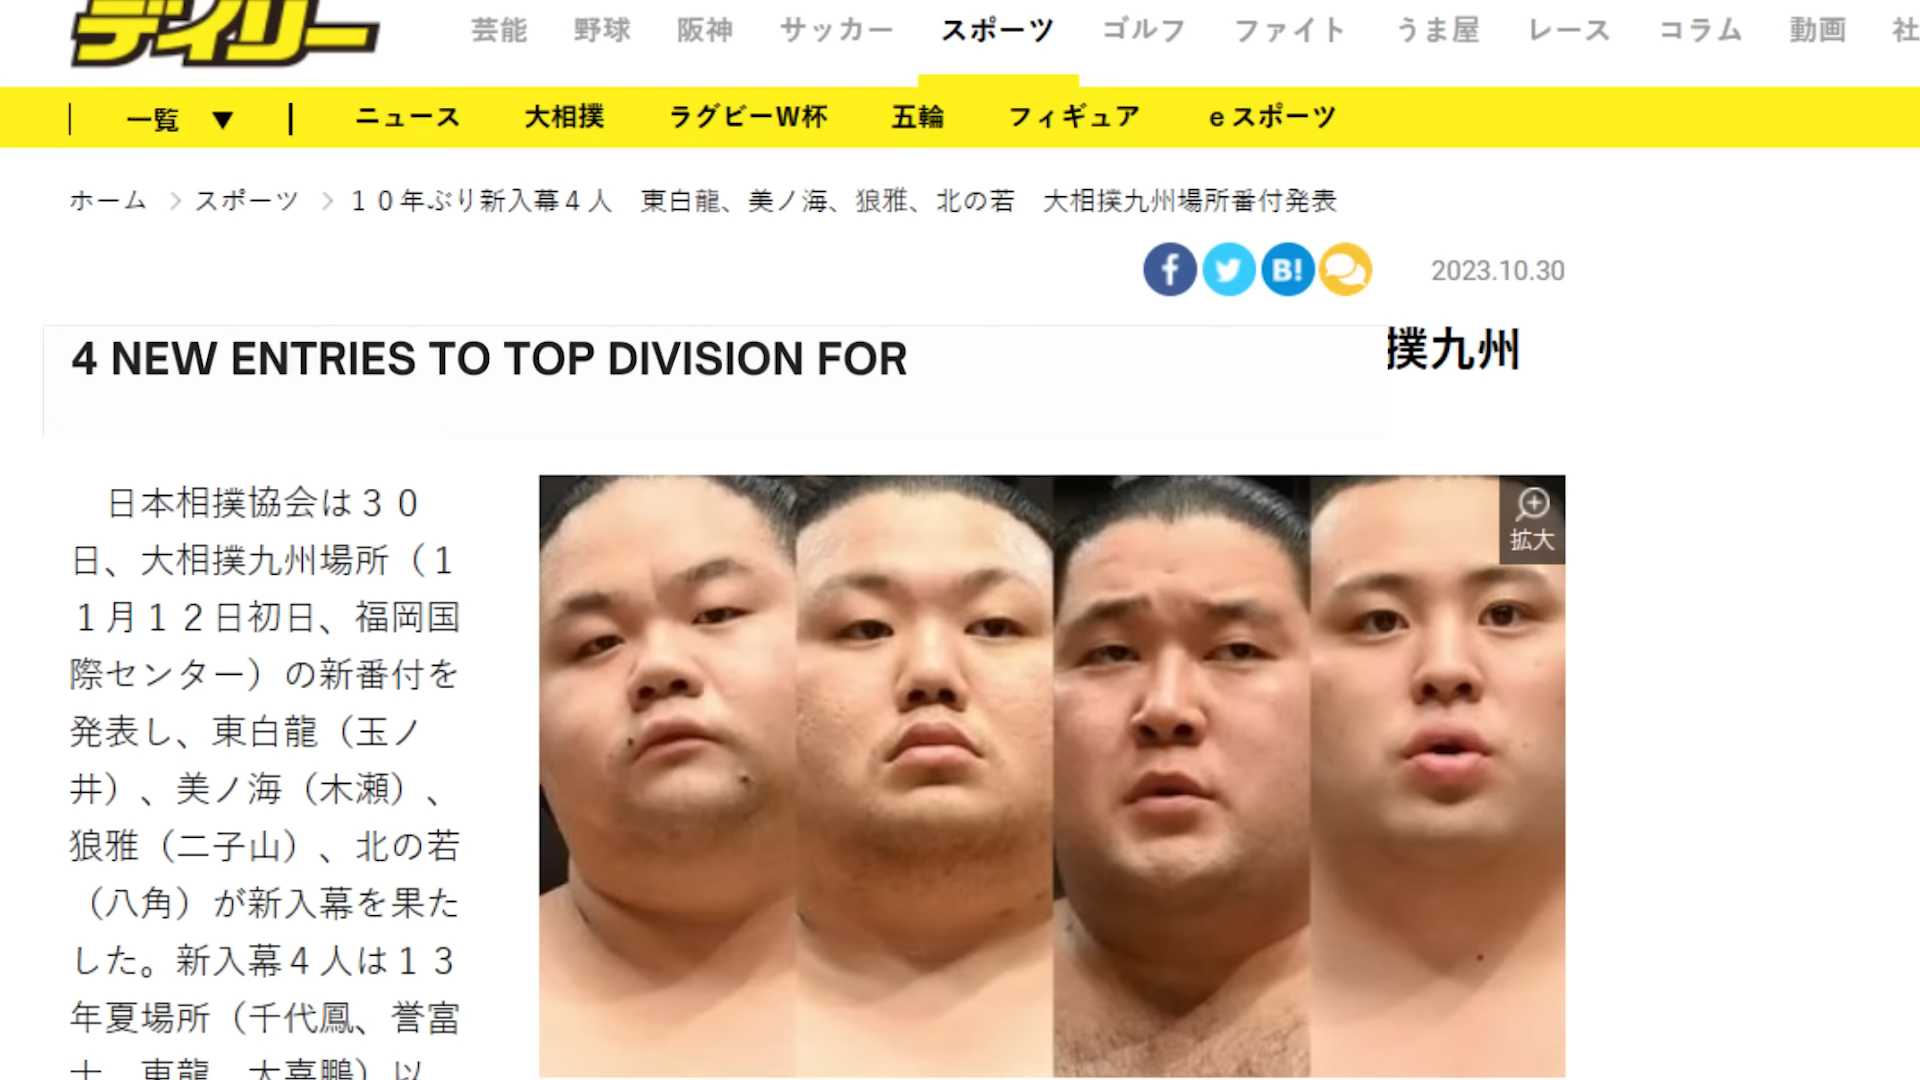 デイリー
芸能 野球 阪神 サッカー スポーツ ゴルフ ファイト うま屋 レース コラム 動画 社
一覧 ▼ ニュース 大相撲 ラグビーW杯 五輪 フィギュア eスポーツ
ホーム > スポーツ > 10年ぶり新入幕4人 東白龍、美ノ海、狼雅、北の若 大相撲九州場所番付発表
f B! 2023.10.30
4 NEW ENTRIES TO TOP DIVISION FOR 撲九州
拡大
日本相撲協会は30
日、大相撲九州場所（1
1月12日初日、福岡国
際センター）の新番付を
発表し、東白龍（玉ノ
井）、美ノ海（木瀬）、
狼雅（二子山）、北の若
（八角）が新入幕を果た
した。新入幕4人は13
年夏場所（千代鳳、誉富
士、東龍、大喜鵬）以